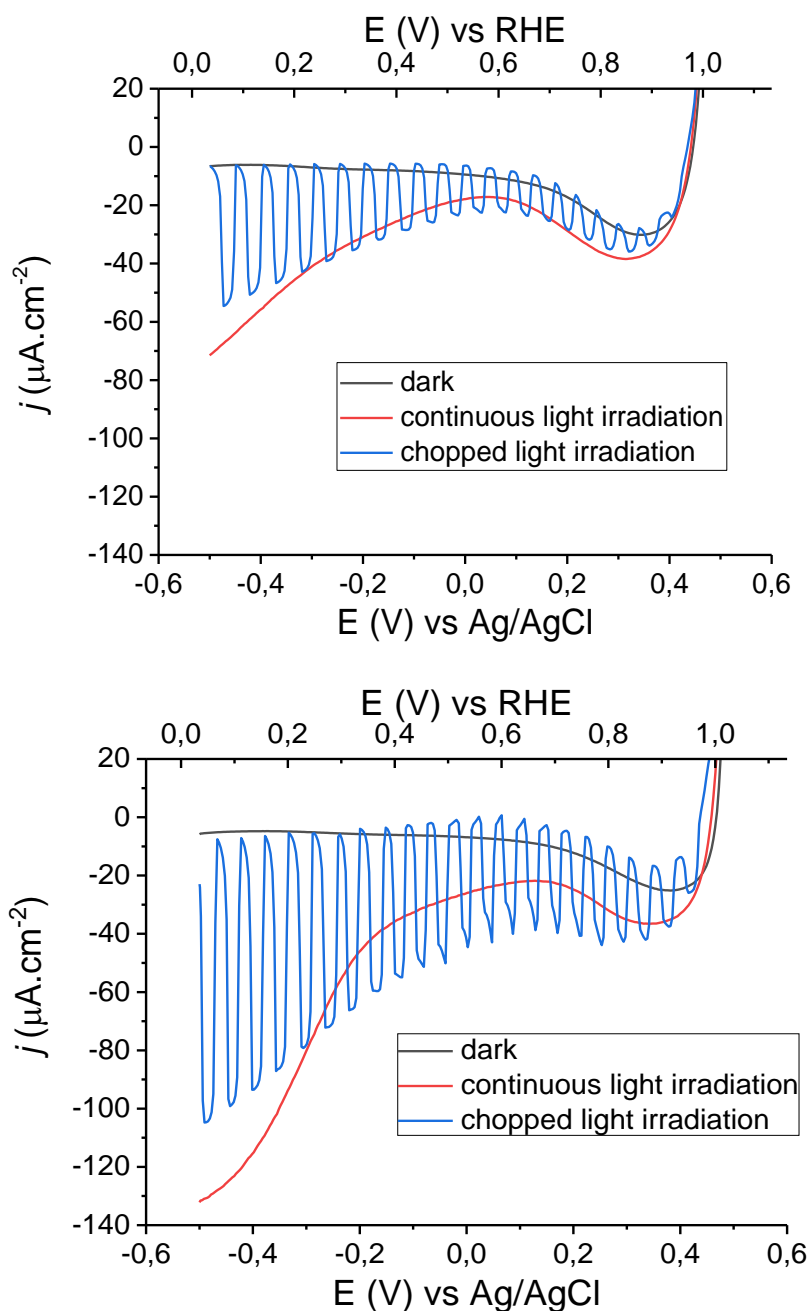 E (V) vs RHE
0,0 0,2 0,4 0,6 0,8 1,0
20
0
-20
-40
-60
-80
-100
-120
-140
j (μA.cm-2)
dark
continuous light irradiation
chopped light irradiation
-0,6 -0,4 -0,2 0,0 0,2 0,4 0,6
E (V) vs Ag/AgCl
E (V) vs RHE
0,0 0,2 0,4 0,6 0,8 1,0
20
0
-20
-40
-60
-80
-100
-120
-140
j (μA.cm-2)
dark
continuous light irradiation
chopped light irradiation
-0,6 -0,4 -0,2 0,0 0,2 0,4 0,6
E (V) vs Ag/AgCl